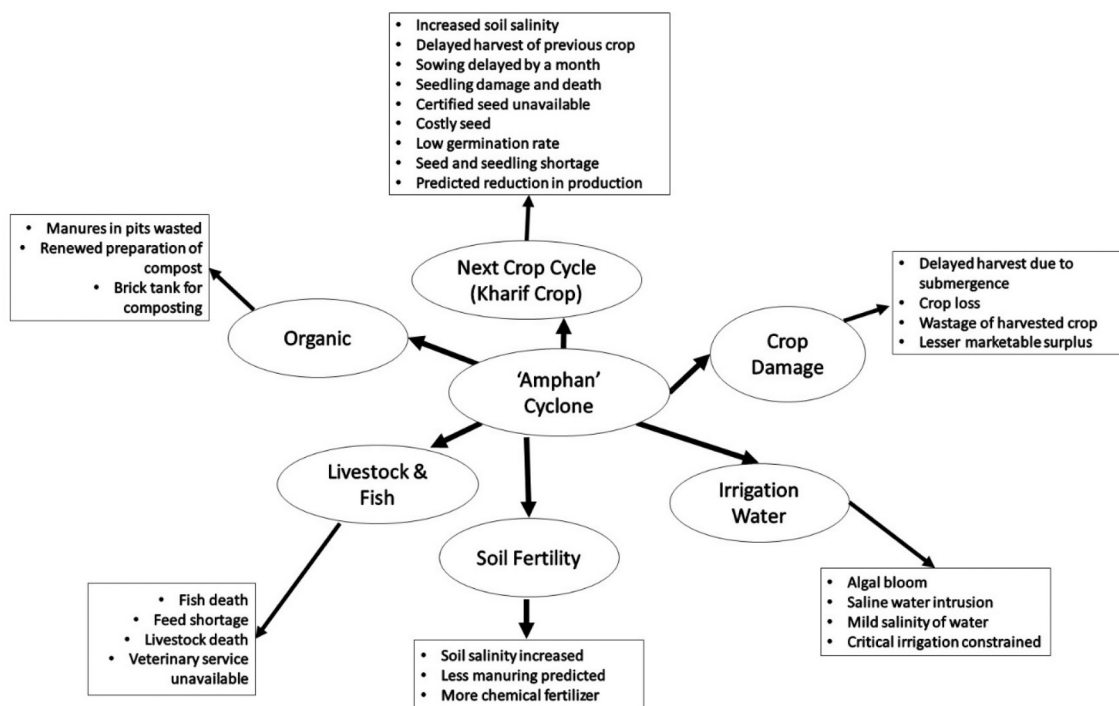 • Increased soil salinity
• Delayed harvest of previous crop
• Sowing delayed by a month
• Seedling damage and death
• Certified seed unavailable
• Costly seed
• Low germination rate
• Seed and seedling shortage
• Predicted reduction in production
• Manures in pits wasted
• Renewed preparation of
compost
• Brick tank for
composting
Next Crop Cycle
(Kharif Crop)
• Delayed harvest due to
submergence
• Crop loss
• Wastage of harvested crop
• Lesser marketable surplus
Organic
Crop
Damage
‘Amphan’
Cyclone
Livestock &
Fish
Irrigation
Water
Soil Fertility
• Fish death
• Feed shortage
• Livestock death
• Veterinary service
unavailable
• Soil salinity increased
• Less manuring predicted
• More chemical fertilizer
• Algal bloom
• Saline water intrusion
• Mild salinity of water
• Critical irrigation constrained